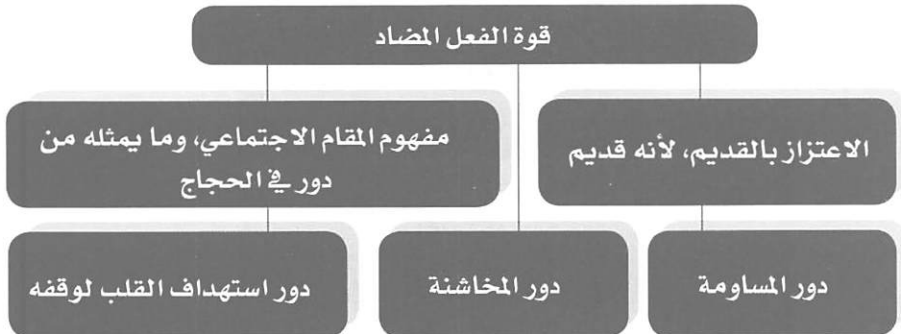 قوة الفعل المضاد
الاعتزاز بالقديم، لأنه قديم
مفهوم المقام الاجتماعي، وما يمثله من
دور في الحجاج
دور المساومة
دور المخاشنة
دور استهداف القلب لوقفه